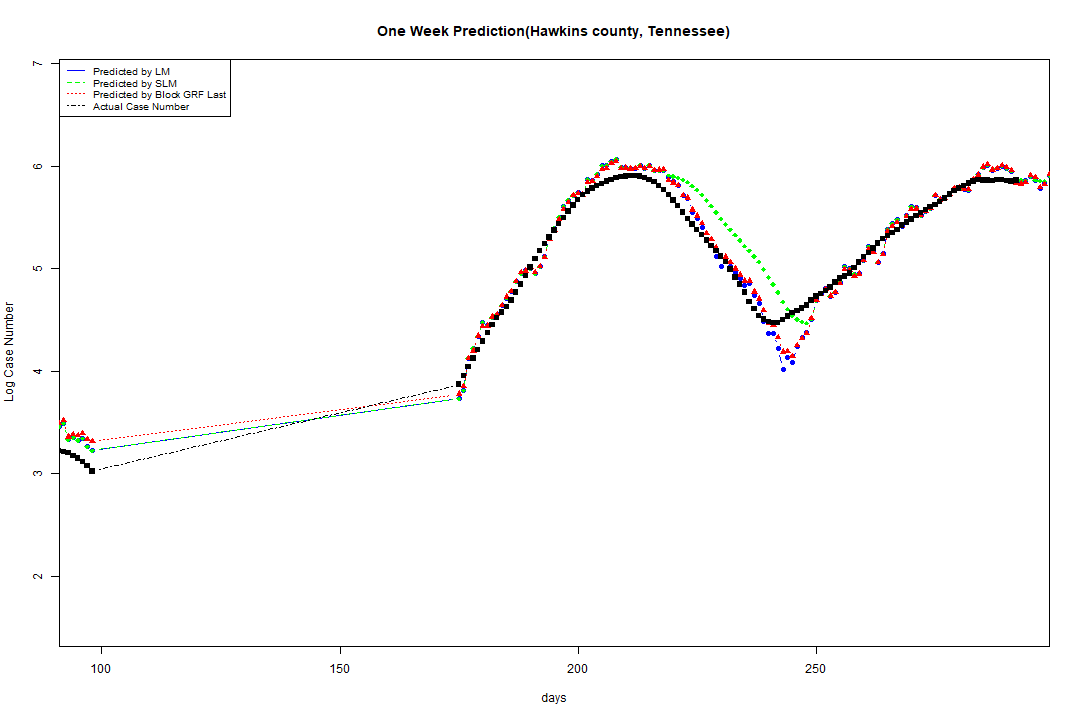 One Week Prediction(Hawkins county, Tennessee)
Predicted by LM
Predicted by SLM
Predicted by Block GRF Last
Actual Case Number
7
6
5
4
3
2
Log Case Number
100 150 200 250
days